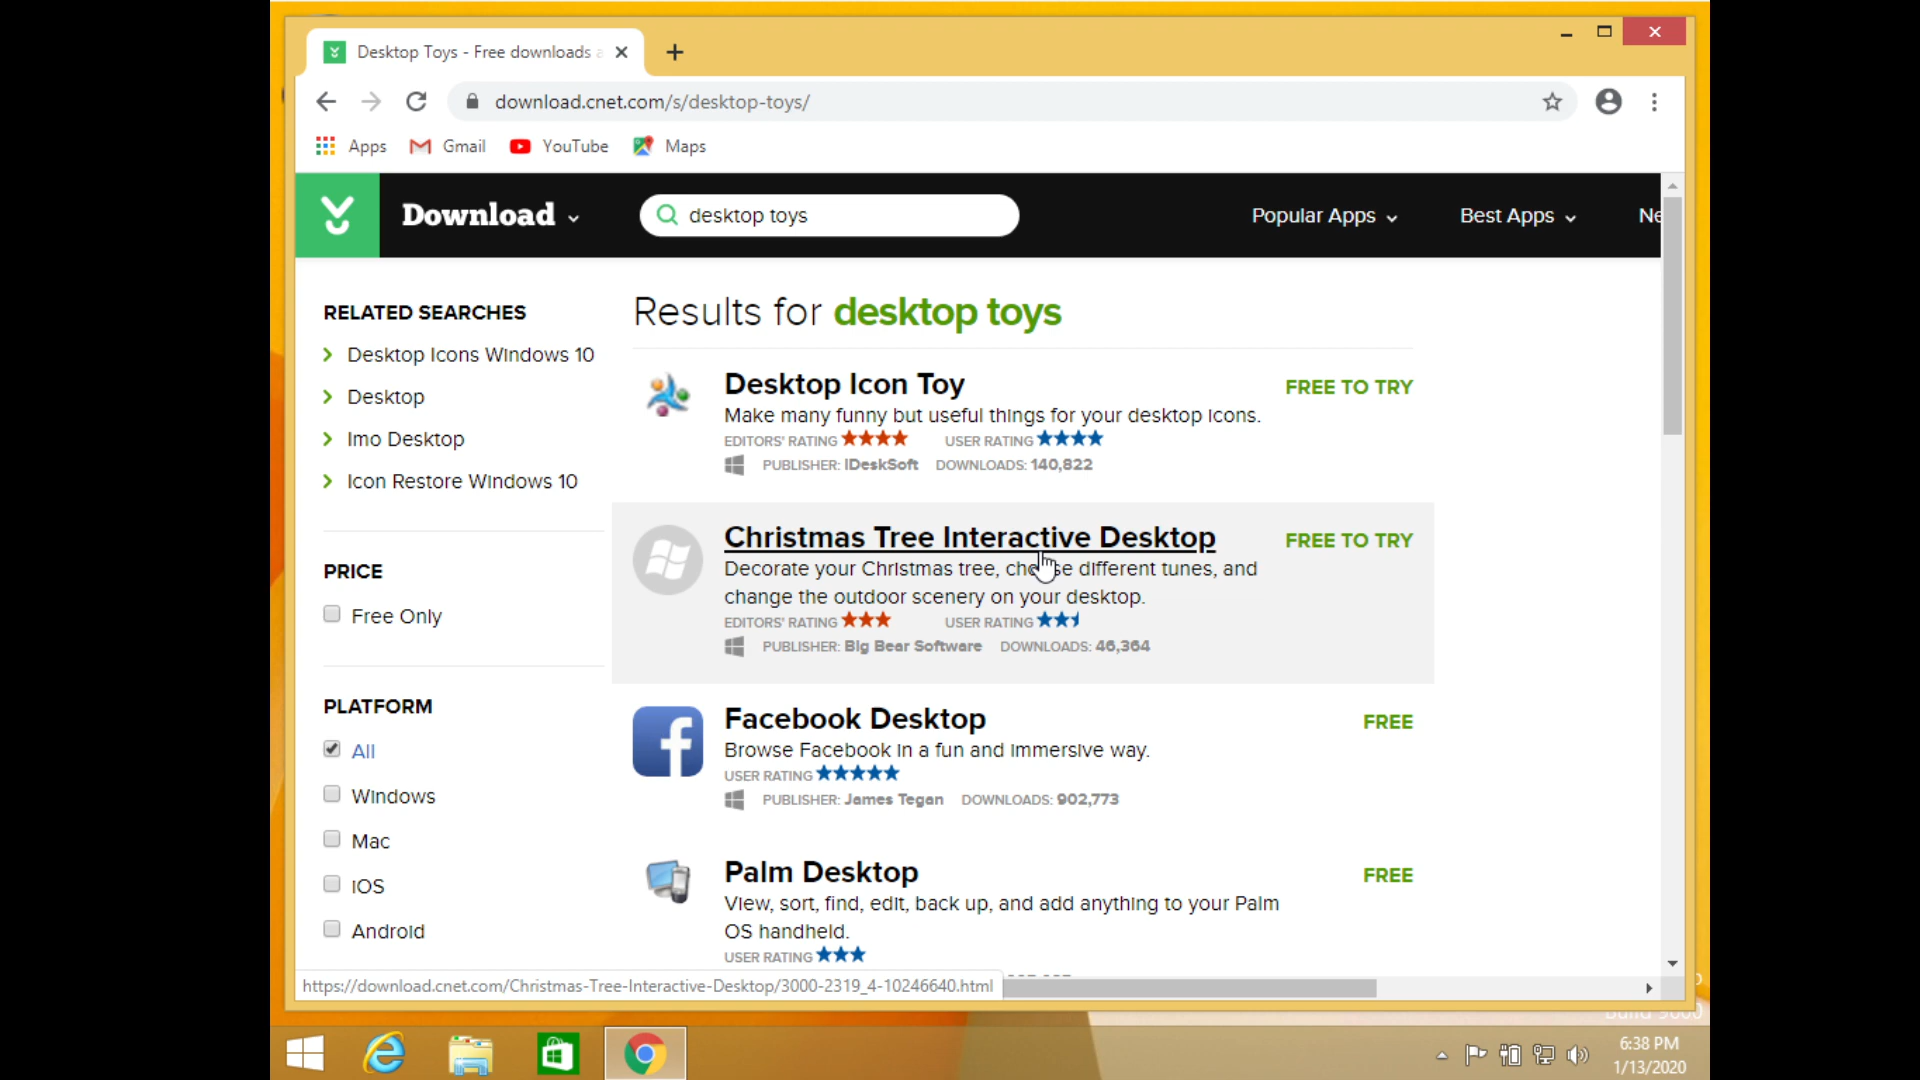 Desktop Toys - Free downloads a
download.cnet.com/s/desktop-toys/
Apps Gmail YouTube Maps
Download desktop toys Popular Apps Best Apps Ne
RELATED SEARCHES
Desktop Icons Windows 10
Desktop
Imo Desktop
Icon Restore Windows 10
PRICE
Free Only
PLATFORM
All
Windows
Mac
iOS
Android
Results for desktop toys
Desktop Icon Toy FREE TO TRY
Make many funny but useful things for your desktop icons.
EDITORS' RATING USER RATING
PUBLISHER: iDeskSoft DOWNLOADS: 140,822
Christmas Tree Interactive Desktop FREE TO TRY
Decorate your Christmas tree, choose different tunes, and
change the outdoor scenery on your desktop.
EDITORS' RATING USER RATING
PUBLISHER: Big Bear Software DOWNLOADS: 46,364
Facebook Desktop FREE
Browse Facebook in a fun and immersive way.
USER RATING
PUBLISHER: James Tegan DOWNLOADS: 902,773
Palm Desktop FREE
View, sort, find, edit, back up, and add anything to your Palm
OS handheld.
USER RATING
https://download.cnet.com/Christmas-Tree-Interactive-Desktop/3000-2319_4-10246640.html
6:38 PM
1/13/2020